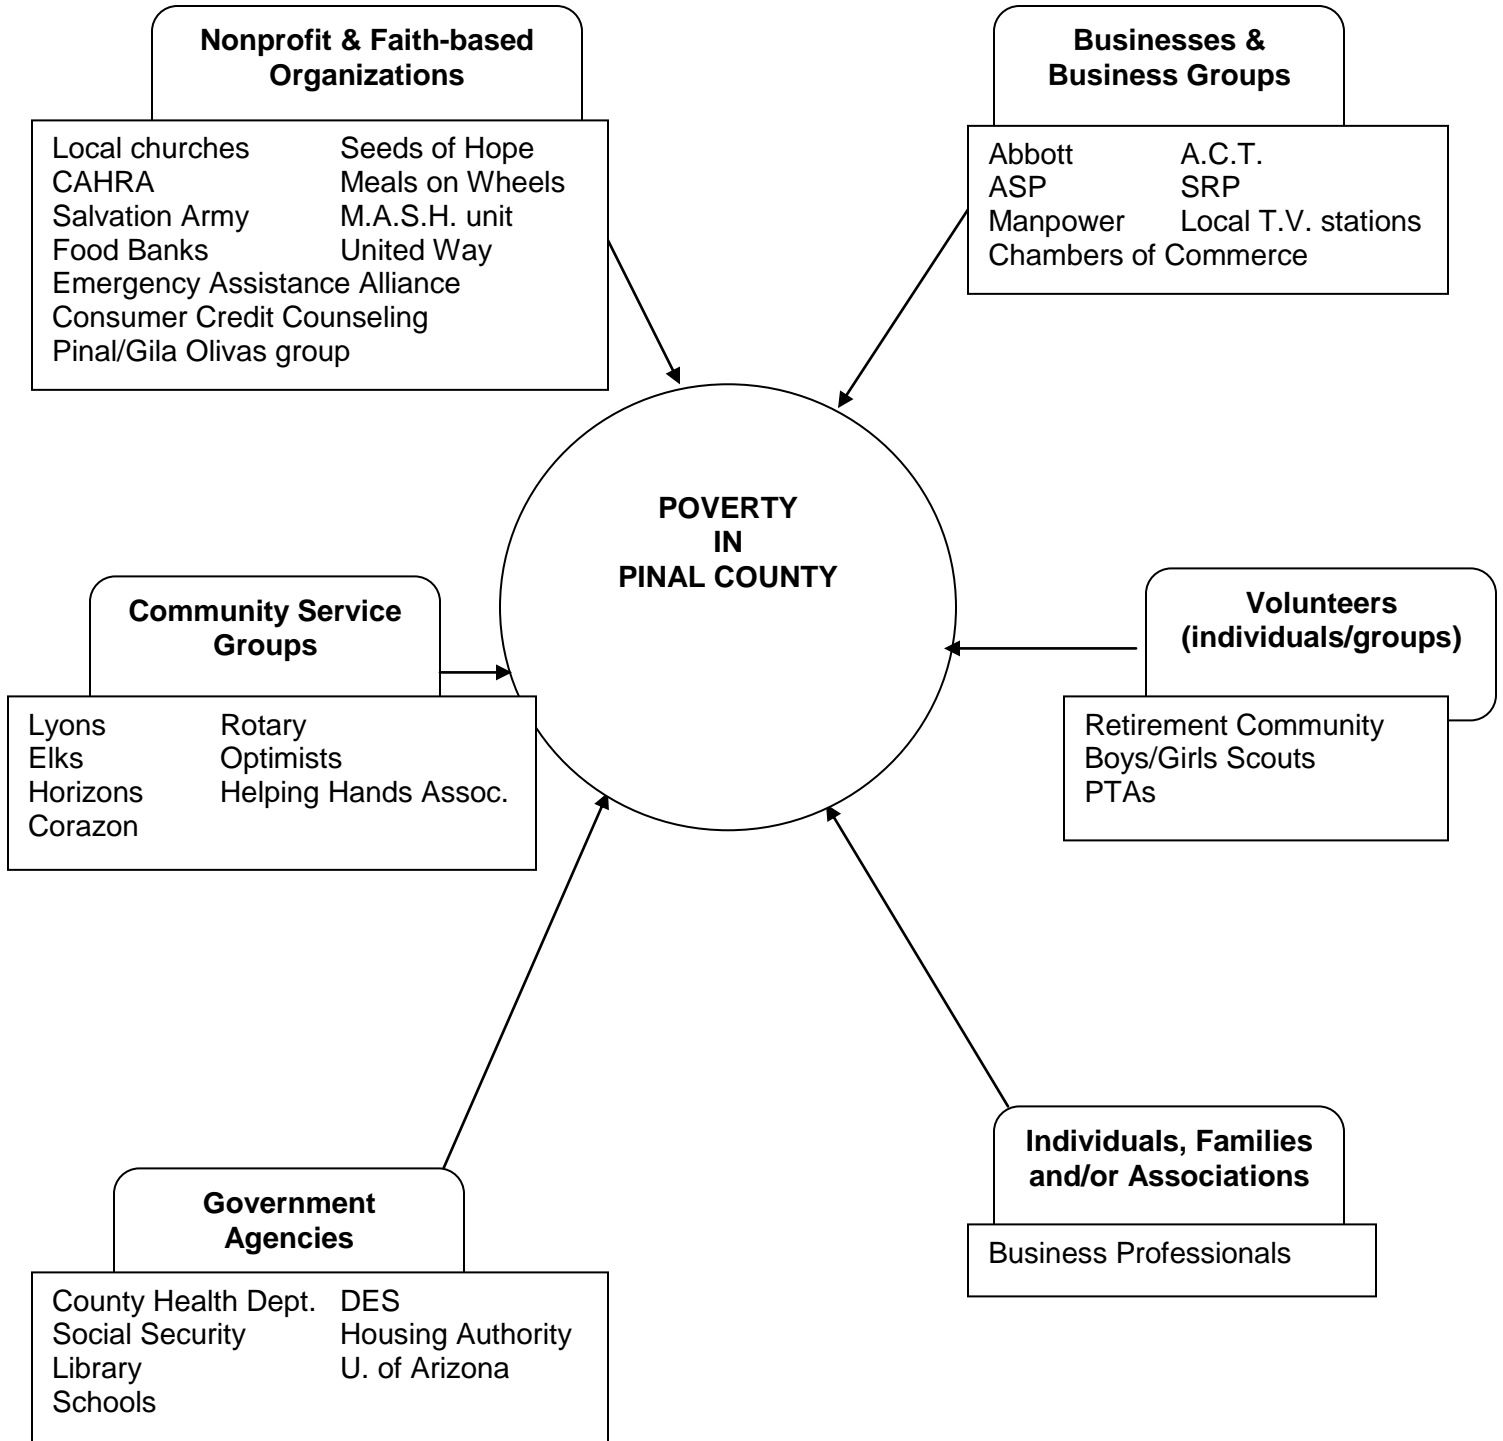 Nonprofit & Faith-based
Organizations
Local churches Seeds of Hope
CAHRA Meals on Wheels
Salvation Army M.A.S.H. unit
Food Banks United Way
Emergency Assistance Alliance
Consumer Credit Counseling
Pinal/Gila Olivas group
Businesses &
Business Groups
Abbott A.C.T.
ASP SRP
Manpower Local T.V. stations
Chambers of Commerce
POVERTY
IN
PINAL COUNTY
Community Service
Groups
Lyons Rotary
Elks Optimists
Horizons Helping Hands Assoc.
Corazon
Volunteers
(individuals/groups)
Retirement Community
Boys/Girls Scouts
PTAs
Government
Agencies
County Health Dept. DES
Social Security Housing Authority
Library U. of Arizona
Schools
Individuals, Families
and/or Associations
Business Professionals